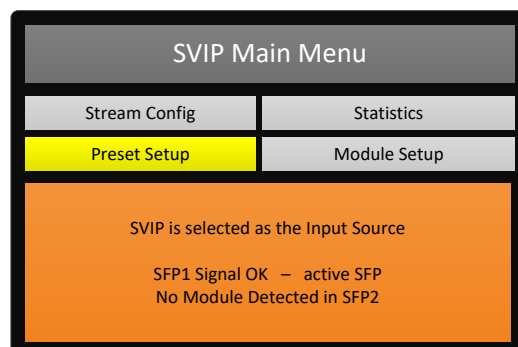 SVIP Main Menu
Stream Config
Statistics
Preset Setup
Module Setup
SVIP is selected as the Input Source
SFP1 Signal OK – active SFP
No Module Detected in SFP2